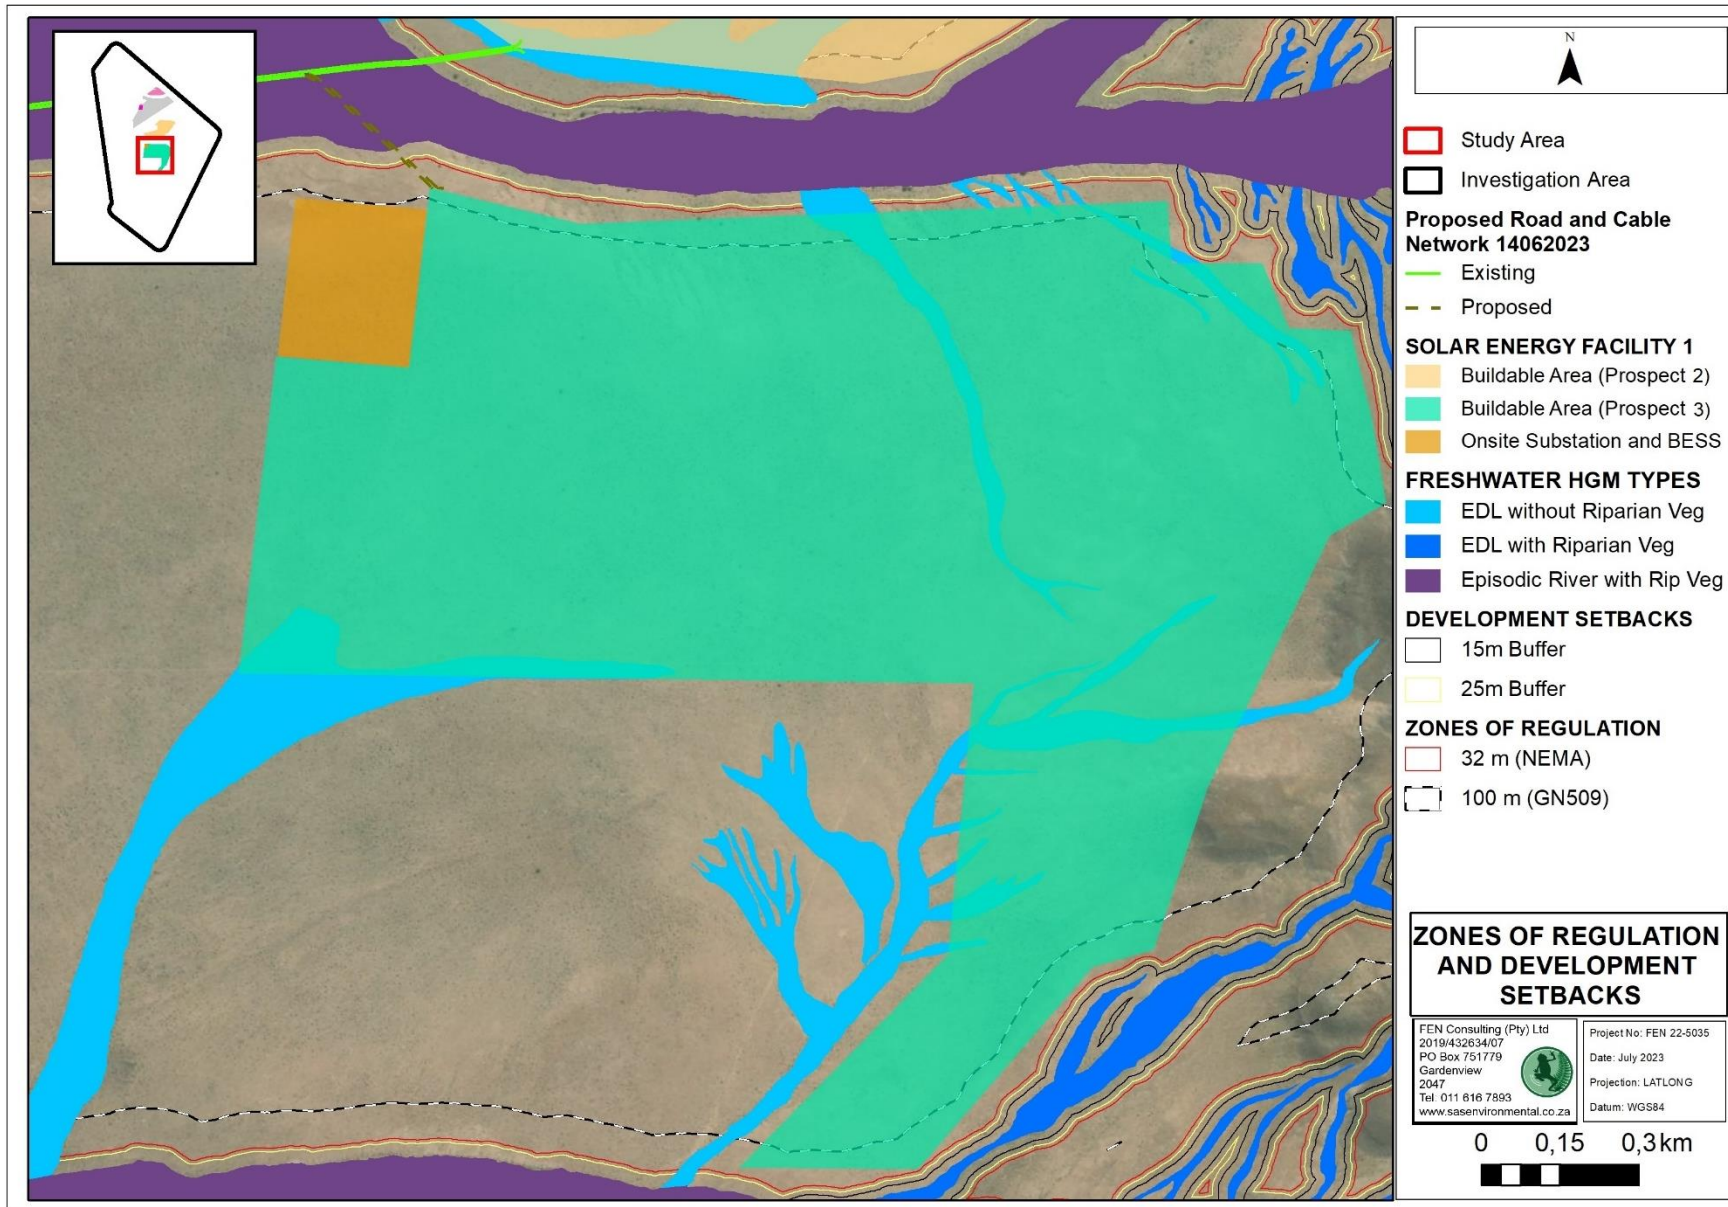 N
Study Area
Investigation Area
Proposed Road and Cable
Network 14062023
Existing
Proposed
SOLAR ENERGY FACILITY 1
Buildable Area (Prospect 2)
Buildable Area (Prospect 3)
Onsite Substation and BESS
FRESHWATER HGM TYPES
EDL without Riparian Veg
EDL with Riparian Veg
Episodic River with Rip Veg
DEVELOPMENT SETBACKS
15m Buffer
25m Buffer
ZONES OF REGULATION
32 m (NEMA)
100 m (GN509)
ZONES OF REGULATION
AND DEVELOPMENT
SETBACKS
FEN Consulting (Pty) Ltd
2019/432634/07
PO Box 751779
Gardenview
2047
Tel: 011 616 7893
www.sasenvironmental.co.za
Project No: FEN 22-5035
Date: July 2023
Projection: LATLONG
Datum: WGS84
0 0,15 0,3 km